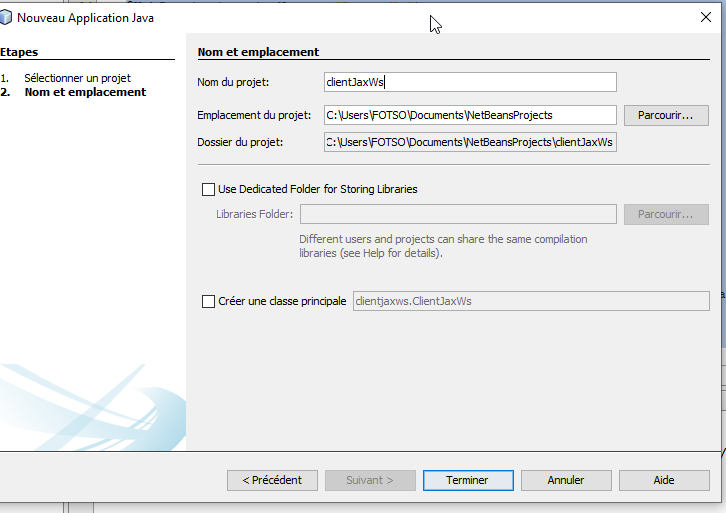 Nouveau Application Java
Etapes
1. Sélectionner un projet
2. Nom et emplacement
Nom et emplacement
Nom du projet: clientJaxWs
Emplacement du projet: C:\Users\FOTSO\Documents\NetBeansProjects Parcourir...
Dossier du projet: C:\Users\FOTSO\Documents\NetBeansProjects\clientJaxWs
Use Dedicated Folder for Storing Libraries
Libraries Folder: Parcourir...
Different users and projects can share the same compilation
libraries (see Help for details).
Créer une classe principale clientjaxws.ClientJaxWs
< Précédent Suivant > Terminer Annuler Aide